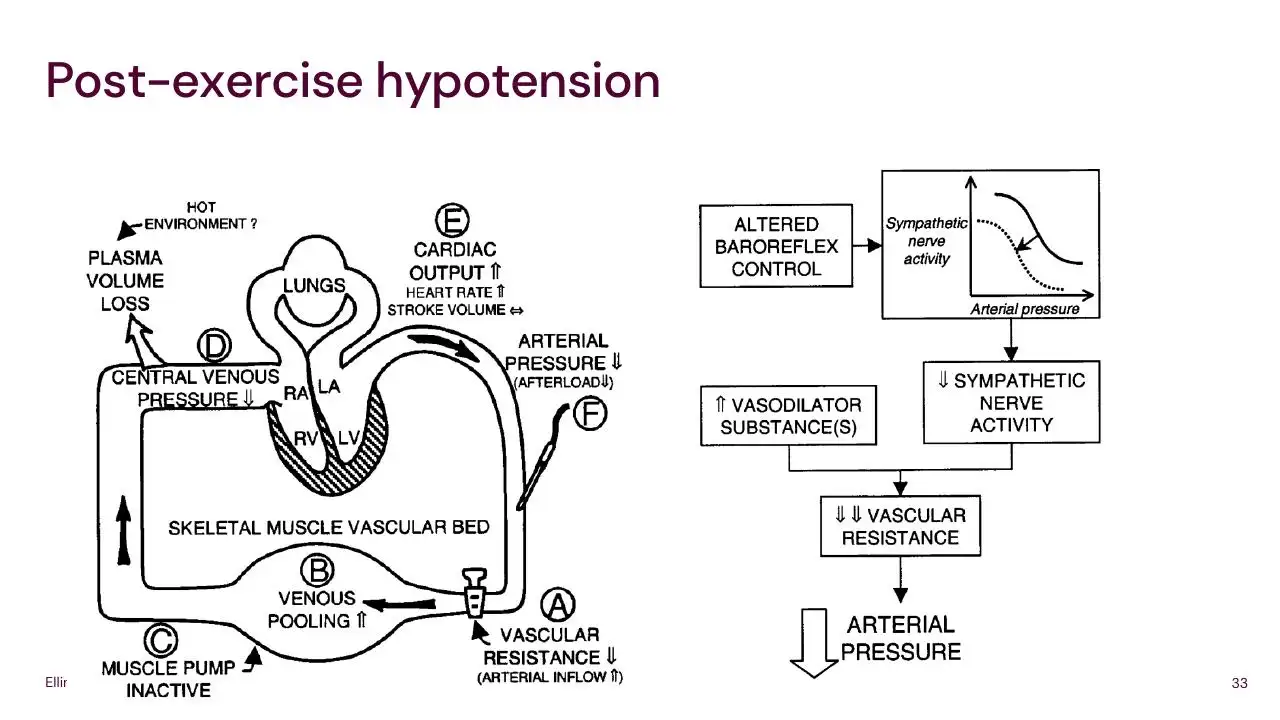 Post-exercise hypotension
HOT
ENVIRONMENT ?
PLASMA
VOLUME
LOSS
LUNGS
E
CARDIAC
OUTPUT ⇑
HEART RATE ⇑
STROKE VOLUME ⇔
D
CENTRAL VENOUS
PRESSURE ⇓
RA
LA
RV
LV
ARTERIAL
PRESSURE ⇓
(AFTERLOAD⇓)
F
SKELETAL MUSCLE VASCULAR BED
B
VENOUS
POOLING ⇑
A
VASCULAR
RESISTANCE ⇓
(ARTERIAL INFLOW ⇑)
C
MUSCLE PUMP
INACTIVE
ALTERED
BAROREFLEX
CONTROL
Sympathetic
nerve
activity
Arterial pressure
⇓ SYMPATHETIC
NERVE
ACTIVITY
⇑ VASODILATOR
SUBSTANCE(S)
⇓⇓ VASCULAR
RESISTANCE
ARTERIAL
PRESSURE
Ellir
33